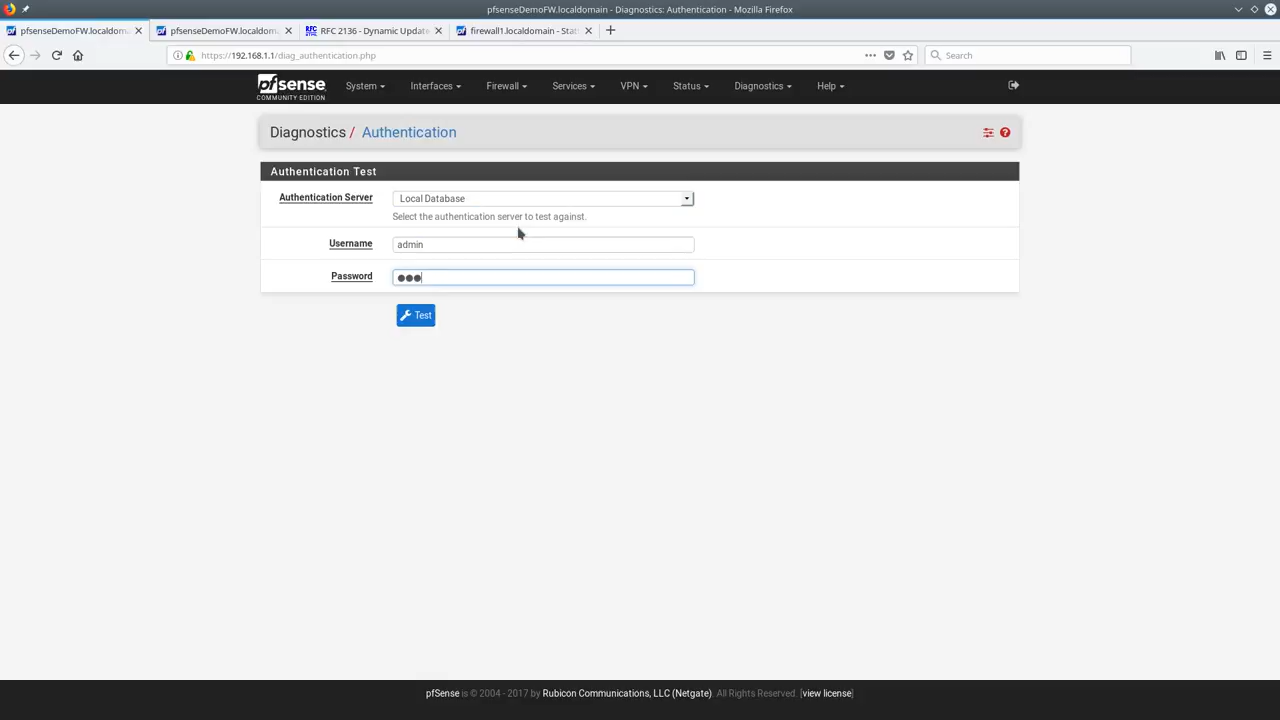 pfsenseDemoFW.localdomain - Diagnostics: Authentication - Mozilla Firefox
pfsenseDemoFW.localdoma
pfsenseDemoFW.localdom
RFC 2136 - Dynamic Update
firewall1.localdomain - Stat
https://192.168.1.1/diag_authentication.php
Search
pfsense
COMMUNITY EDITION
System
Interfaces
Firewall
Services
VPN
Status
Diagnostics
Help
Diagnostics / Authentication
Authentication Test
Authentication Server
Local Database
Select the authentication server to test against.
Username
admin
Password
Test
pfSense is © 2004 - 2017 by Rubicon Communications, LLC (Netgate). All Rights Reserved. [view license]